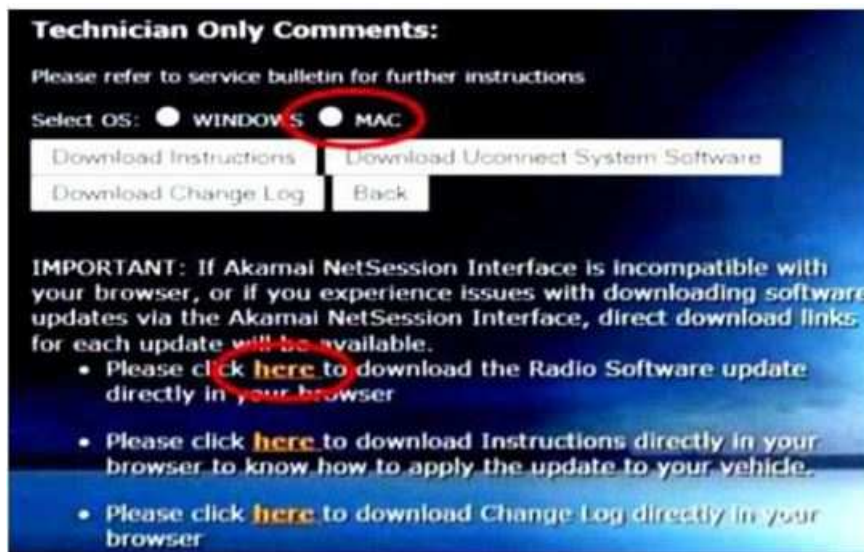 Technician Only Comments:
Please refer to service bulletin for further instructions
Select OS: WINDOWS MAC
Download Instructions Download Uconnect System Software
Download Change Log Back
IMPORTANT: If Akamai NetSession Interface is incompatible with
your browser, or if you experience issues with downloading software
updates via the Akamai NetSession Interface, direct download links
for each update will be available.
• Please click here to download the Radio Software update
directly in your browser
• Please click here to download Instructions directly in your
browser to know how to apply the update to your vehicle.
• Please click here to download Change Log directly in your
browser